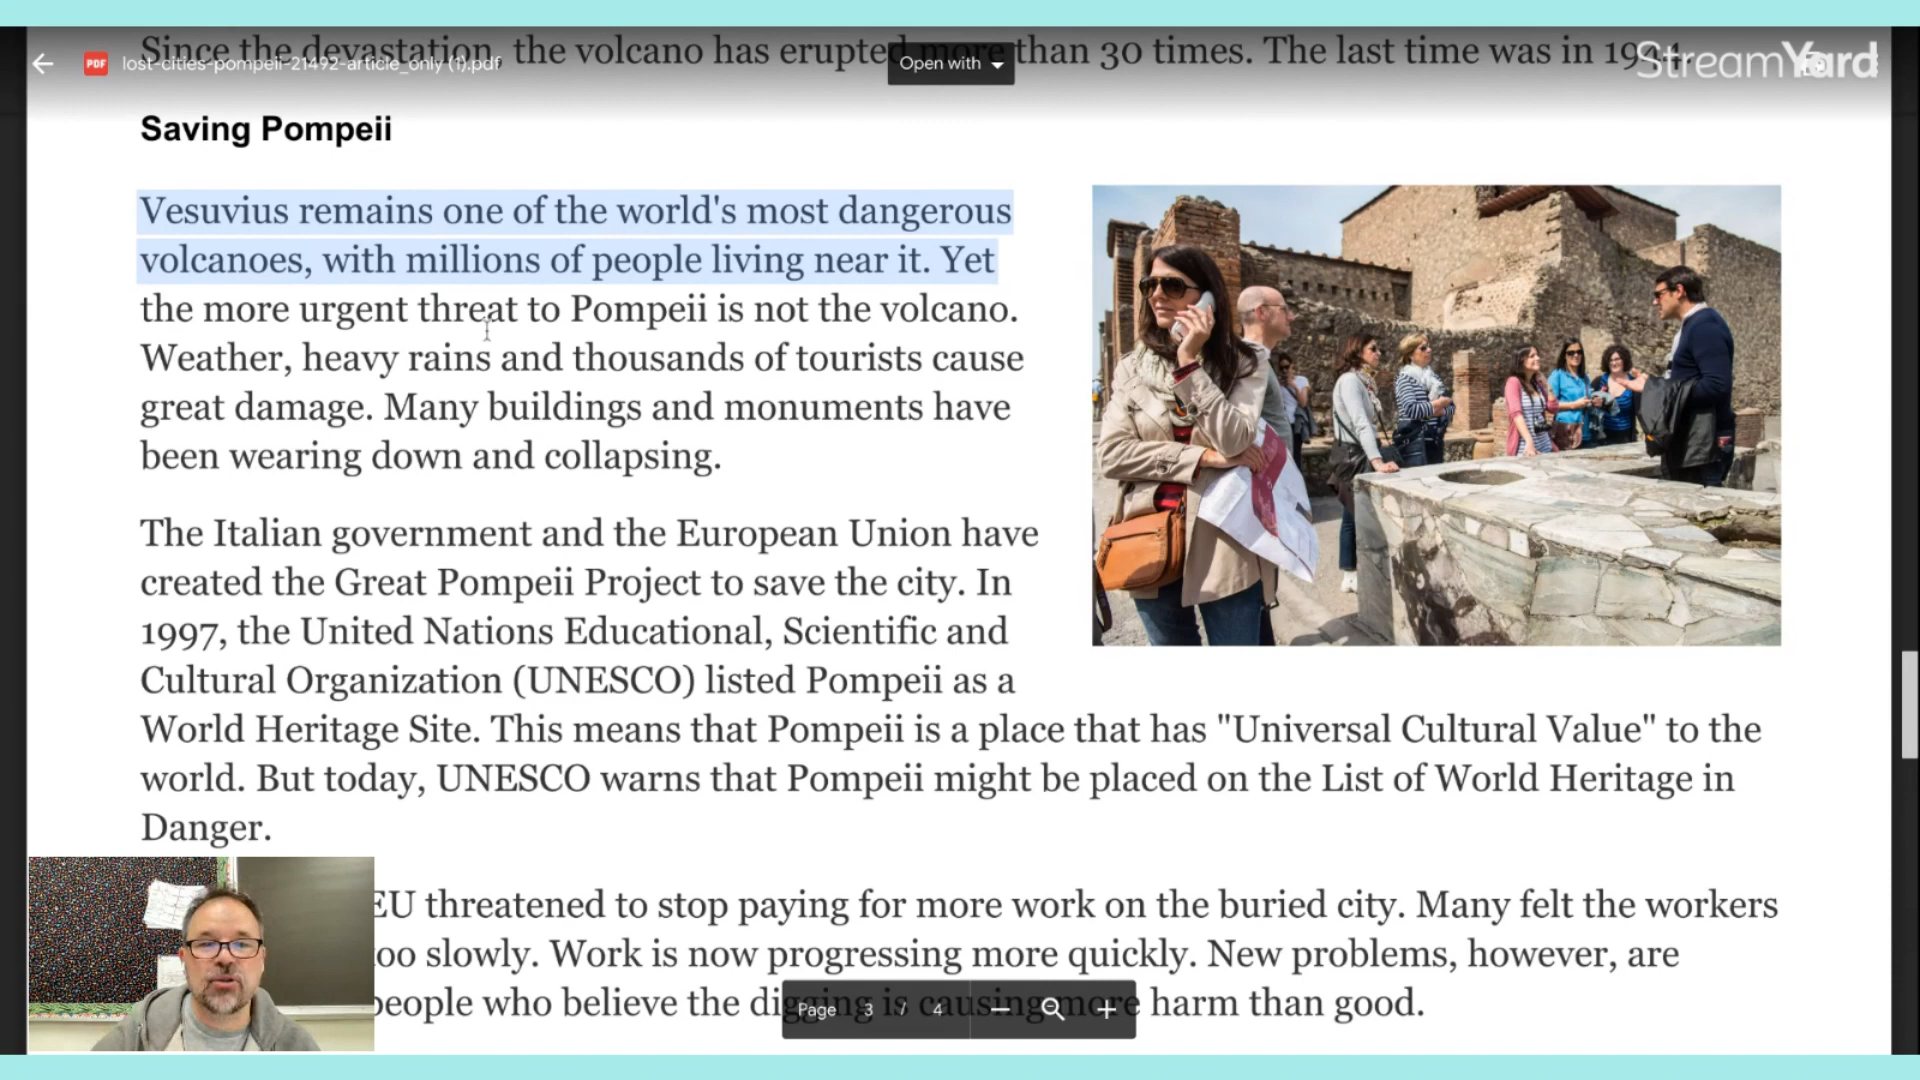 Since the devastation, the volcano has erupted more than 30 times. The last time was in 1944.
PDF lost-cities-pompeii-21492-article_only (1).pdf
Open with
StreamYard
Saving Pompeii
Vesuvius remains one of the world's most dangerous
volcanoes, with millions of people living near it. Yet
the more urgent threat to Pompeii is not the volcano.
Weather, heavy rains and thousands of tourists cause
great damage. Many buildings and monuments have
been wearing down and collapsing.
The Italian government and the European Union have
created the Great Pompeii Project to save the city. In
1997, the United Nations Educational, Scientific and
Cultural Organization (UNESCO) listed Pompeii as a
World Heritage Site. This means that Pompeii is a place that has "Universal Cultural Value" to the
world. But today, UNESCO warns that Pompeii might be placed on the List of World Heritage in
Danger.
EU threatened to stop paying for more work on the buried city. Many felt the workers
too slowly. Work is now progressing more quickly. New problems, however, are
people who believe the digging is causing more harm than good.
Page 3 / 4